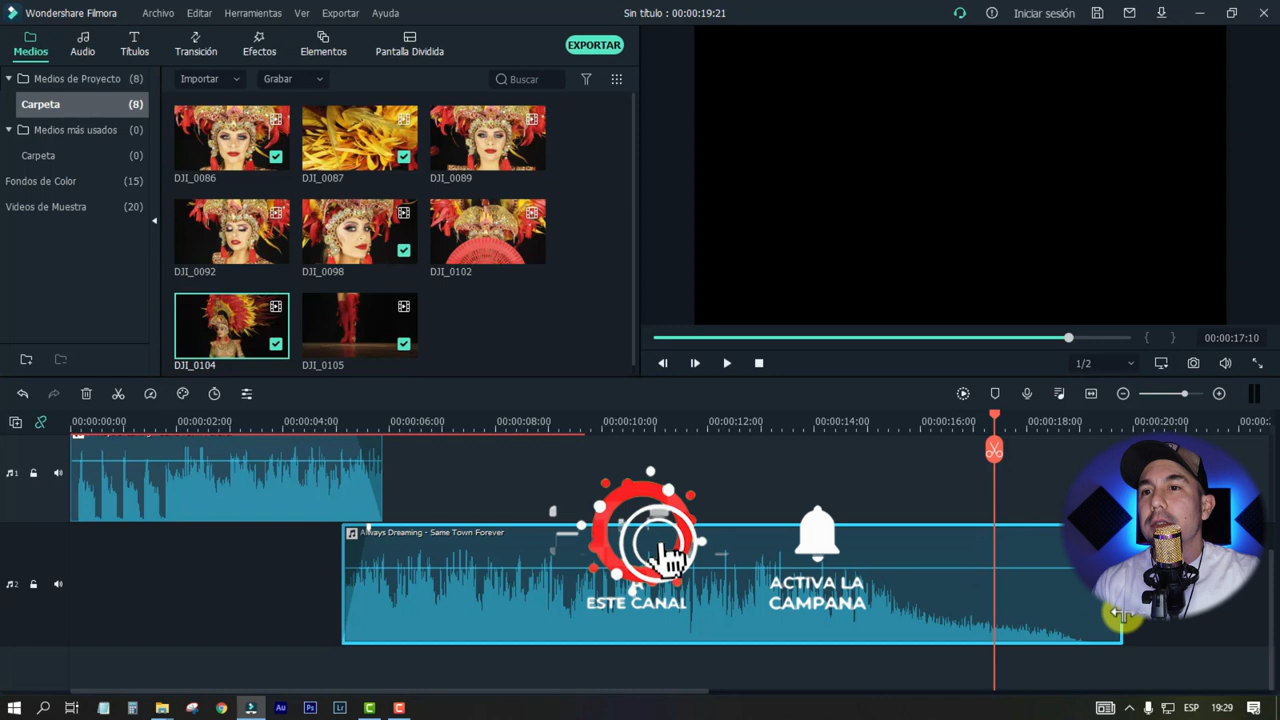 Wondershare Filmora
Archivo
Editar
Herramientas
Ver
Exportar
Ayuda
Sin título : 00:00:19:21
Iniciar sesión
Medios
Audio
Títulos
Transición
Efectos
Elementos
Pantalla Dividida
EXPORTAR
Medios de Proyecto (8)
Carpeta (8)
Medios más usados (0)
Carpeta (0)
Fondos de Color (15)
Videos de Muestra (20)
Importar
Grabar
Buscar
DJI_0086
DJI_0087
DJI_0089
DJI_0092
DJI_0098
DJI_0102
DJI_0104
DJI_0105
00:00:17:10
1/2
00:00:00:00
00:00:02:00
00:00:04:00
00:00:06:00
00:00:08:00
00:00:10:00
00:00:12:00
00:00:14:00
00:00:16:00
00:00:18:00
00:00:20:00
1
Always Dreaming - Same Town Forever
2
ESTE CANAL
ACTIVA LA
CAMPANA
Au
Ps
Lr
C
C
ESP
19:29